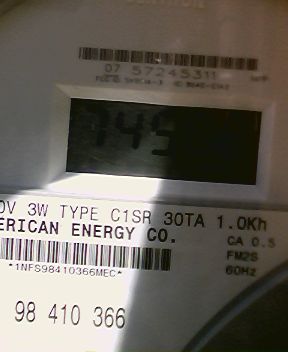 07 57245311
745
0V 3W TYPE C1SR 30TA 1.0Kh
ERICAN ENERGY CO. CA 0.5
FM2S
*1NFS98410366MEC* 60Hz
98 410 366